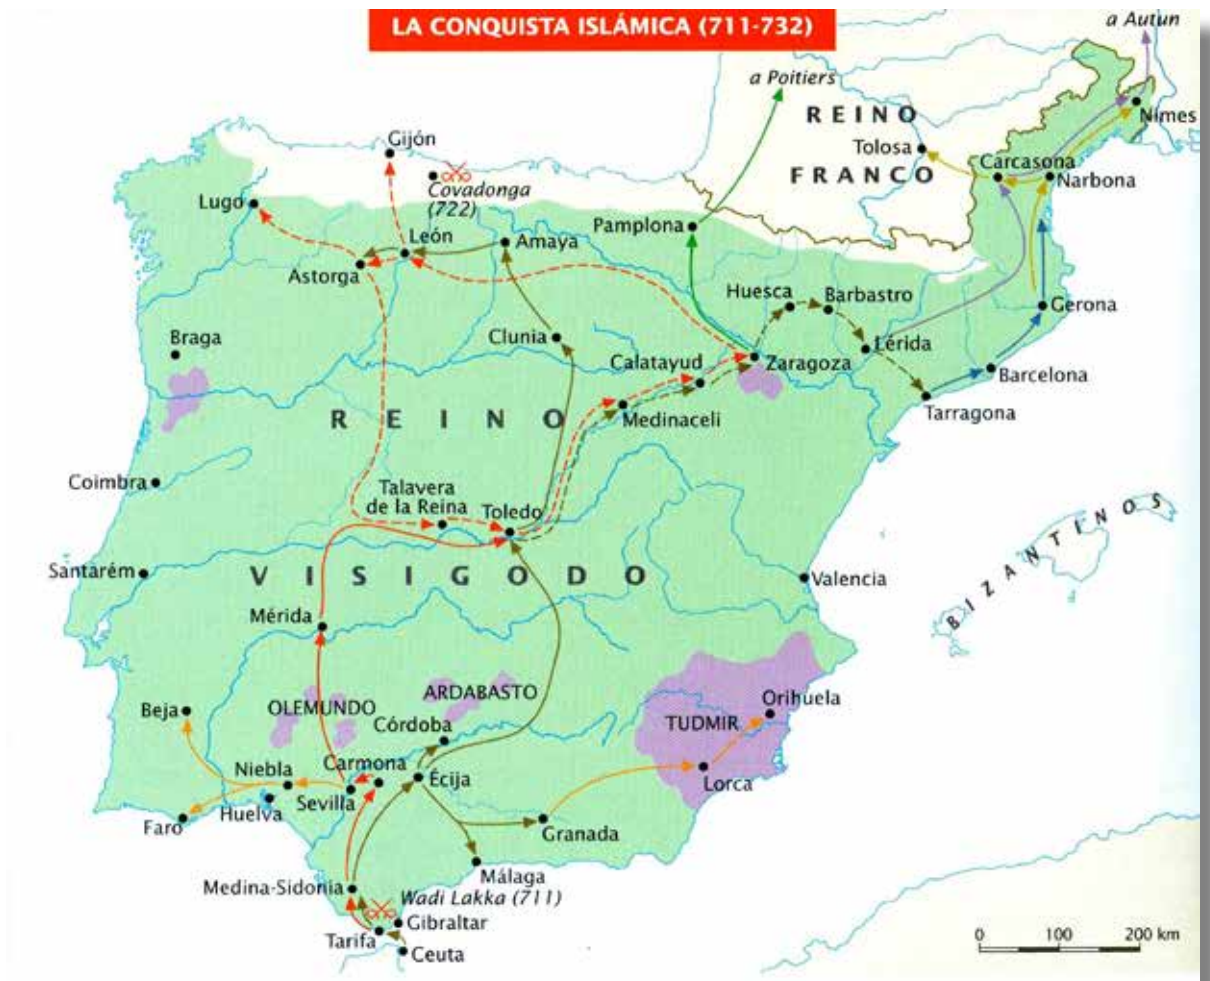 LA CONQUISTA ISLÁMICA (711-732)
a Autun
a Poitiers
REINO
FRANCO
Nimes
Tolosa
Carcasona
Narbona
Gijón
Covadonga
(722)
Lugo
León
Amaya
Pamplona
Astorga
Huesca
Barbastro
Gerona
Braga
Clunia
Calatayud
Zaragoza
Lérida
Barcelona
REINO
Medinaceli
Tarragona
Coimbra
Talavera
de la Reina
Toledo
BIZANTINOS
Santarém
VISIGODO
Valencia
Mérida
Beja
OLEMUNDO
ARDABASTO
Córdoba
Orihuela
TUDMIR
Niebla
Carmona
Écija
Lorca
Huelva
Sevilla
Faro
Granada
Málaga
Medina-Sidonia
Wadi Lakka (711)
Gibraltar
Tarifa
Ceuta
0 100 200 km